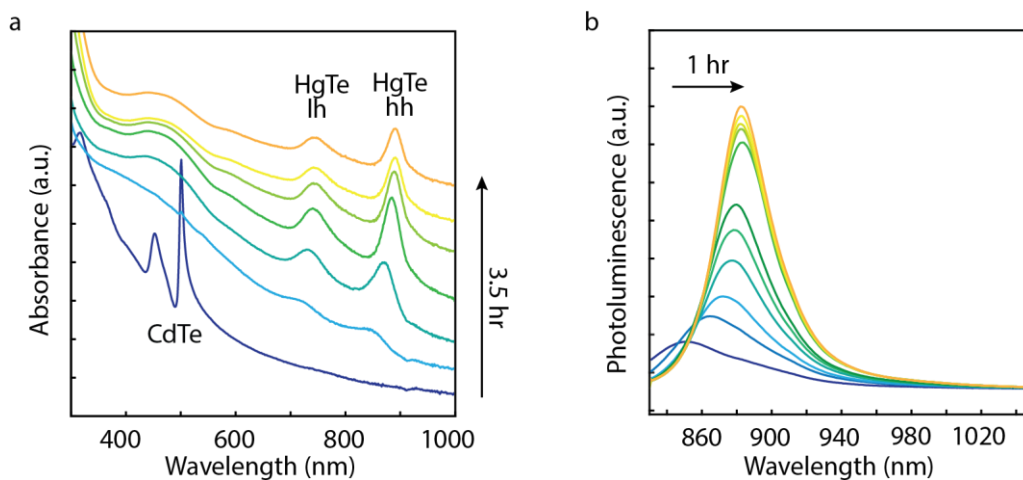 a
Absorbance (a.u.)
CdTe
HgTe
lh
HgTe
hh
3.5 hr
400
600
800
1000
Wavelength (nm)
b
Photoluminescence (a.u.)
1 hr
860
900
940
980
1020
Wavelength (nm)